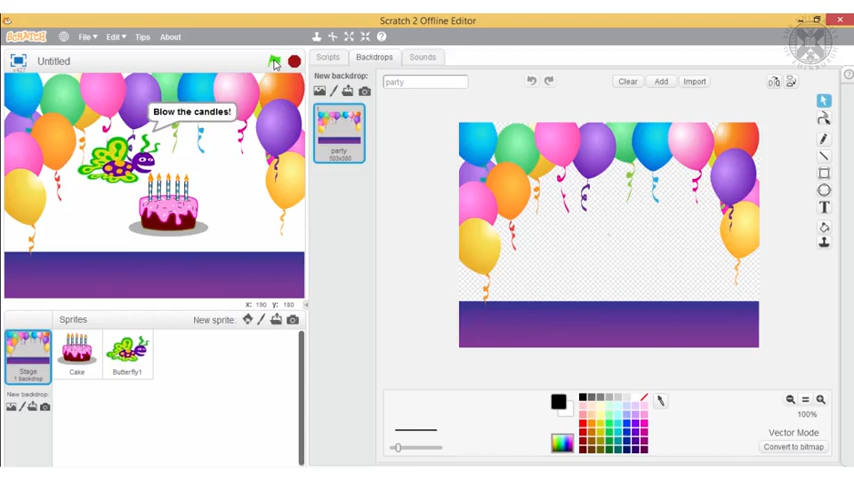 Scratch 2 Offline Editor
SCRATCH File Edit Tips About
Untitled
Scripts Backdrops Sounds
New backdrop:
party
Clear Add Import
Blow the candles!
1
party
x: 190 y: 180
Sprites New sprite:
Stage
1 backdrop
Cake
Butterfly1
New backdrop:
T
100%
Vector Mode
Convert to bitmap